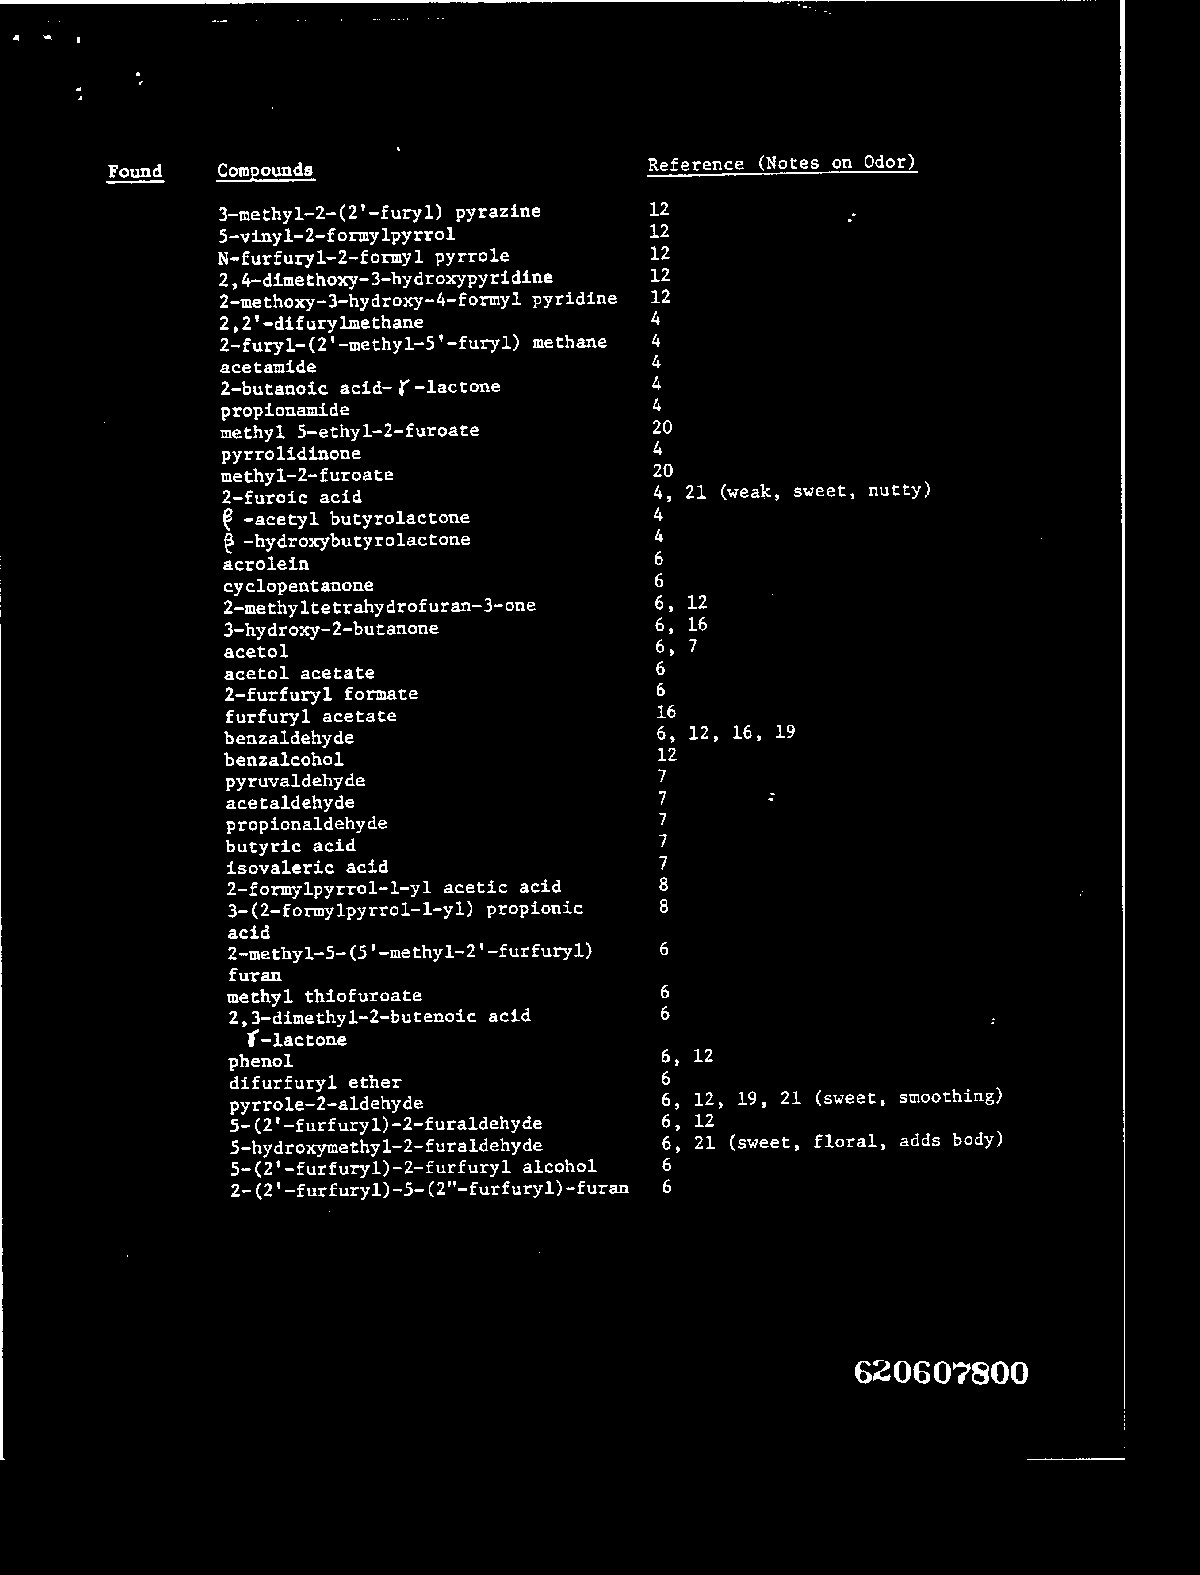 Found Compounds Reference (Notes on Odor)
3-methyl-2-(2'-furyl) pyrazine 12
5-vinyl-2-formylpyrrol 12
N-furfuryl-2-formyl pyrrole 12
2,4-dimethoxy-3-hydroxypyridine 12
2-methoxy-3-hydroxy-4-formyl pyridine 12
2,2'-difurylmethane 4
2-furyl-(2'-methyl-5'-furyl) methane 4
acetamide 4
2-butanoic acid-γ-lactone 4
propionamide 4
methyl 5-ethyl-2-furoate 20
pyrrolidinone 4
methyl-2-furoate 20
2-furoic acid 4, 21 (weak, sweet, nutty)
β -acetyl butyrolactone 4
β -hydroxybutyrolactone 4
acrolein 6
cyclopentanone 6
2-methyltetrahydrofuran-3-one 6, 12
3-hydroxy-2-butanone 6, 16
acetol 6, 7
acetol acetate 6
2-furfuryl formate 6
furfuryl acetate 16
benzaldehyde 6, 12, 16, 19
benzalcohol 12
pyruvaldehyde 7
acetaldehyde 7
propionaldehyde 7
butyric acid 7
isovaleric acid 7
2-formylpyrrol-1-yl acetic acid 8
3-(2-formylpyrrol-1-yl) propionic 8
acid
2-methyl-5-(5'-methyl-2'-furfuryl) 6
furan
methyl thiofuroate 6
2,3-dimethyl-2-butenoic acid 6
γ-lactone
phenol 6, 12
difurfuryl ether 6
pyrrole-2-aldehyde 6, 12, 19, 21 (sweet, smoothing)
5-(2'-furfuryl)-2-furaldehyde 6, 12
5-hydroxymethyl-2-furaldehyde 6, 21 (sweet, floral, adds body)
5-(2'-furfuryl)-2-furfuryl alcohol 6
2-(2'-furfuryl)-5-(2"-furfuryl)-furan 6
620607800